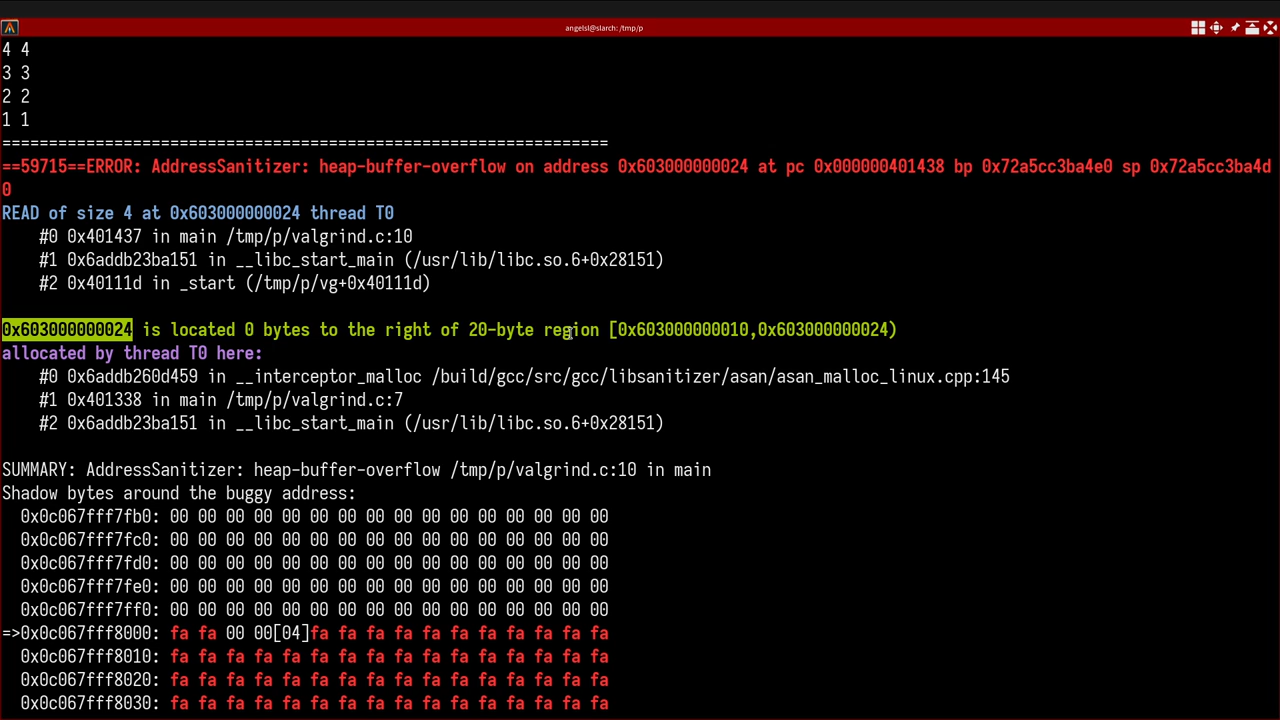 angelsl@slarch: /tmp/p
4 4
3 3
2 2
1 1
=================================================================
==59715==ERROR: AddressSanitizer: heap-buffer-overflow on address 0x603000000024 at pc 0x000000401438 bp 0x72a5cc3ba4e0 sp 0x72a5cc3ba4d
0
READ of size 4 at 0x603000000024 thread T0
    #0 0x401437 in main /tmp/p/valgrind.c:10
    #1 0x6addb23ba151 in __libc_start_main (/usr/lib/libc.so.6+0x28151)
    #2 0x40111d in _start (/tmp/p/vg+0x40111d)
0x603000000024 is located 0 bytes to the right of 20-byte region [0x603000000010,0x603000000024)
allocated by thread T0 here:
    #0 0x6addb260d459 in __interceptor_malloc /build/gcc/src/gcc/libsanitizer/asan/asan_malloc_linux.cpp:145
    #1 0x401338 in main /tmp/p/valgrind.c:7
    #2 0x6addb23ba151 in __libc_start_main (/usr/lib/libc.so.6+0x28151)
SUMMARY: AddressSanitizer: heap-buffer-overflow /tmp/p/valgrind.c:10 in main
Shadow bytes around the buggy address:
  0x0c067fff7fb0: 00 00 00 00 00 00 00 00 00 00 00 00 00 00 00 00
  0x0c067fff7fc0: 00 00 00 00 00 00 00 00 00 00 00 00 00 00 00 00
  0x0c067fff7fd0: 00 00 00 00 00 00 00 00 00 00 00 00 00 00 00 00
  0x0c067fff7fe0: 00 00 00 00 00 00 00 00 00 00 00 00 00 00 00 00
  0x0c067fff7ff0: 00 00 00 00 00 00 00 00 00 00 00 00 00 00 00 00
=>0x0c067fff8000: fa fa 00 00[04]fa fa fa fa fa fa fa fa fa fa fa
  0x0c067fff8010: fa fa fa fa fa fa fa fa fa fa fa fa fa fa fa fa
  0x0c067fff8020: fa fa fa fa fa fa fa fa fa fa fa fa fa fa fa fa
  0x0c067fff8030: fa fa fa fa fa fa fa fa fa fa fa fa fa fa fa fa